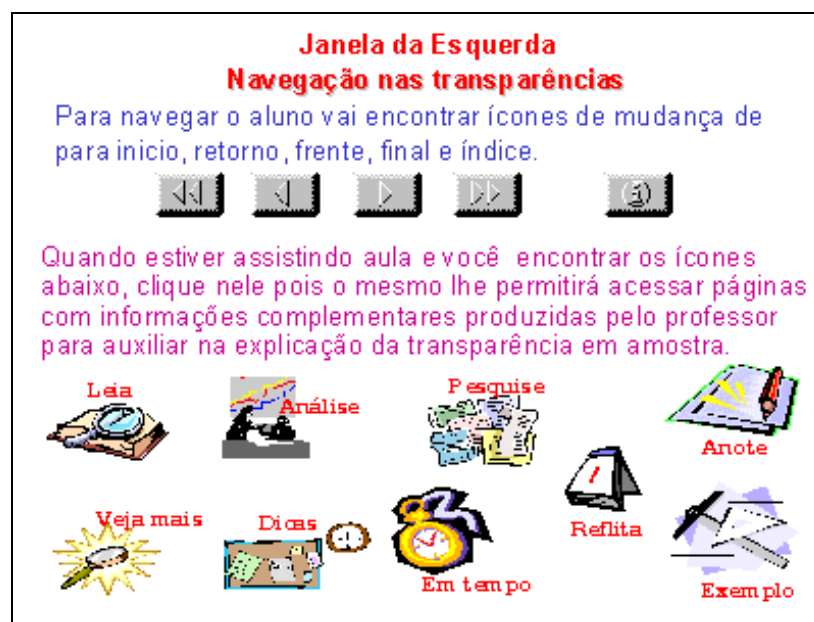 Janela da Esquerda
Navegação nas transparências
Para navegar o aluno vai encontrar ícones de mudança de
para inicio, retorno, frente, final e índice.
Quando estiver assistindo aula e você encontrar os ícones
abaixo, clique nele pois o mesmo lhe permitirá acessar páginas
com informações complementares produzidas pelo professor
para auxiliar na explicação da transparência em amostra.
Leia
Análise
Pesquise
Anote
Veja mais
Dicas
Em tempo
Reflita
Exemplo